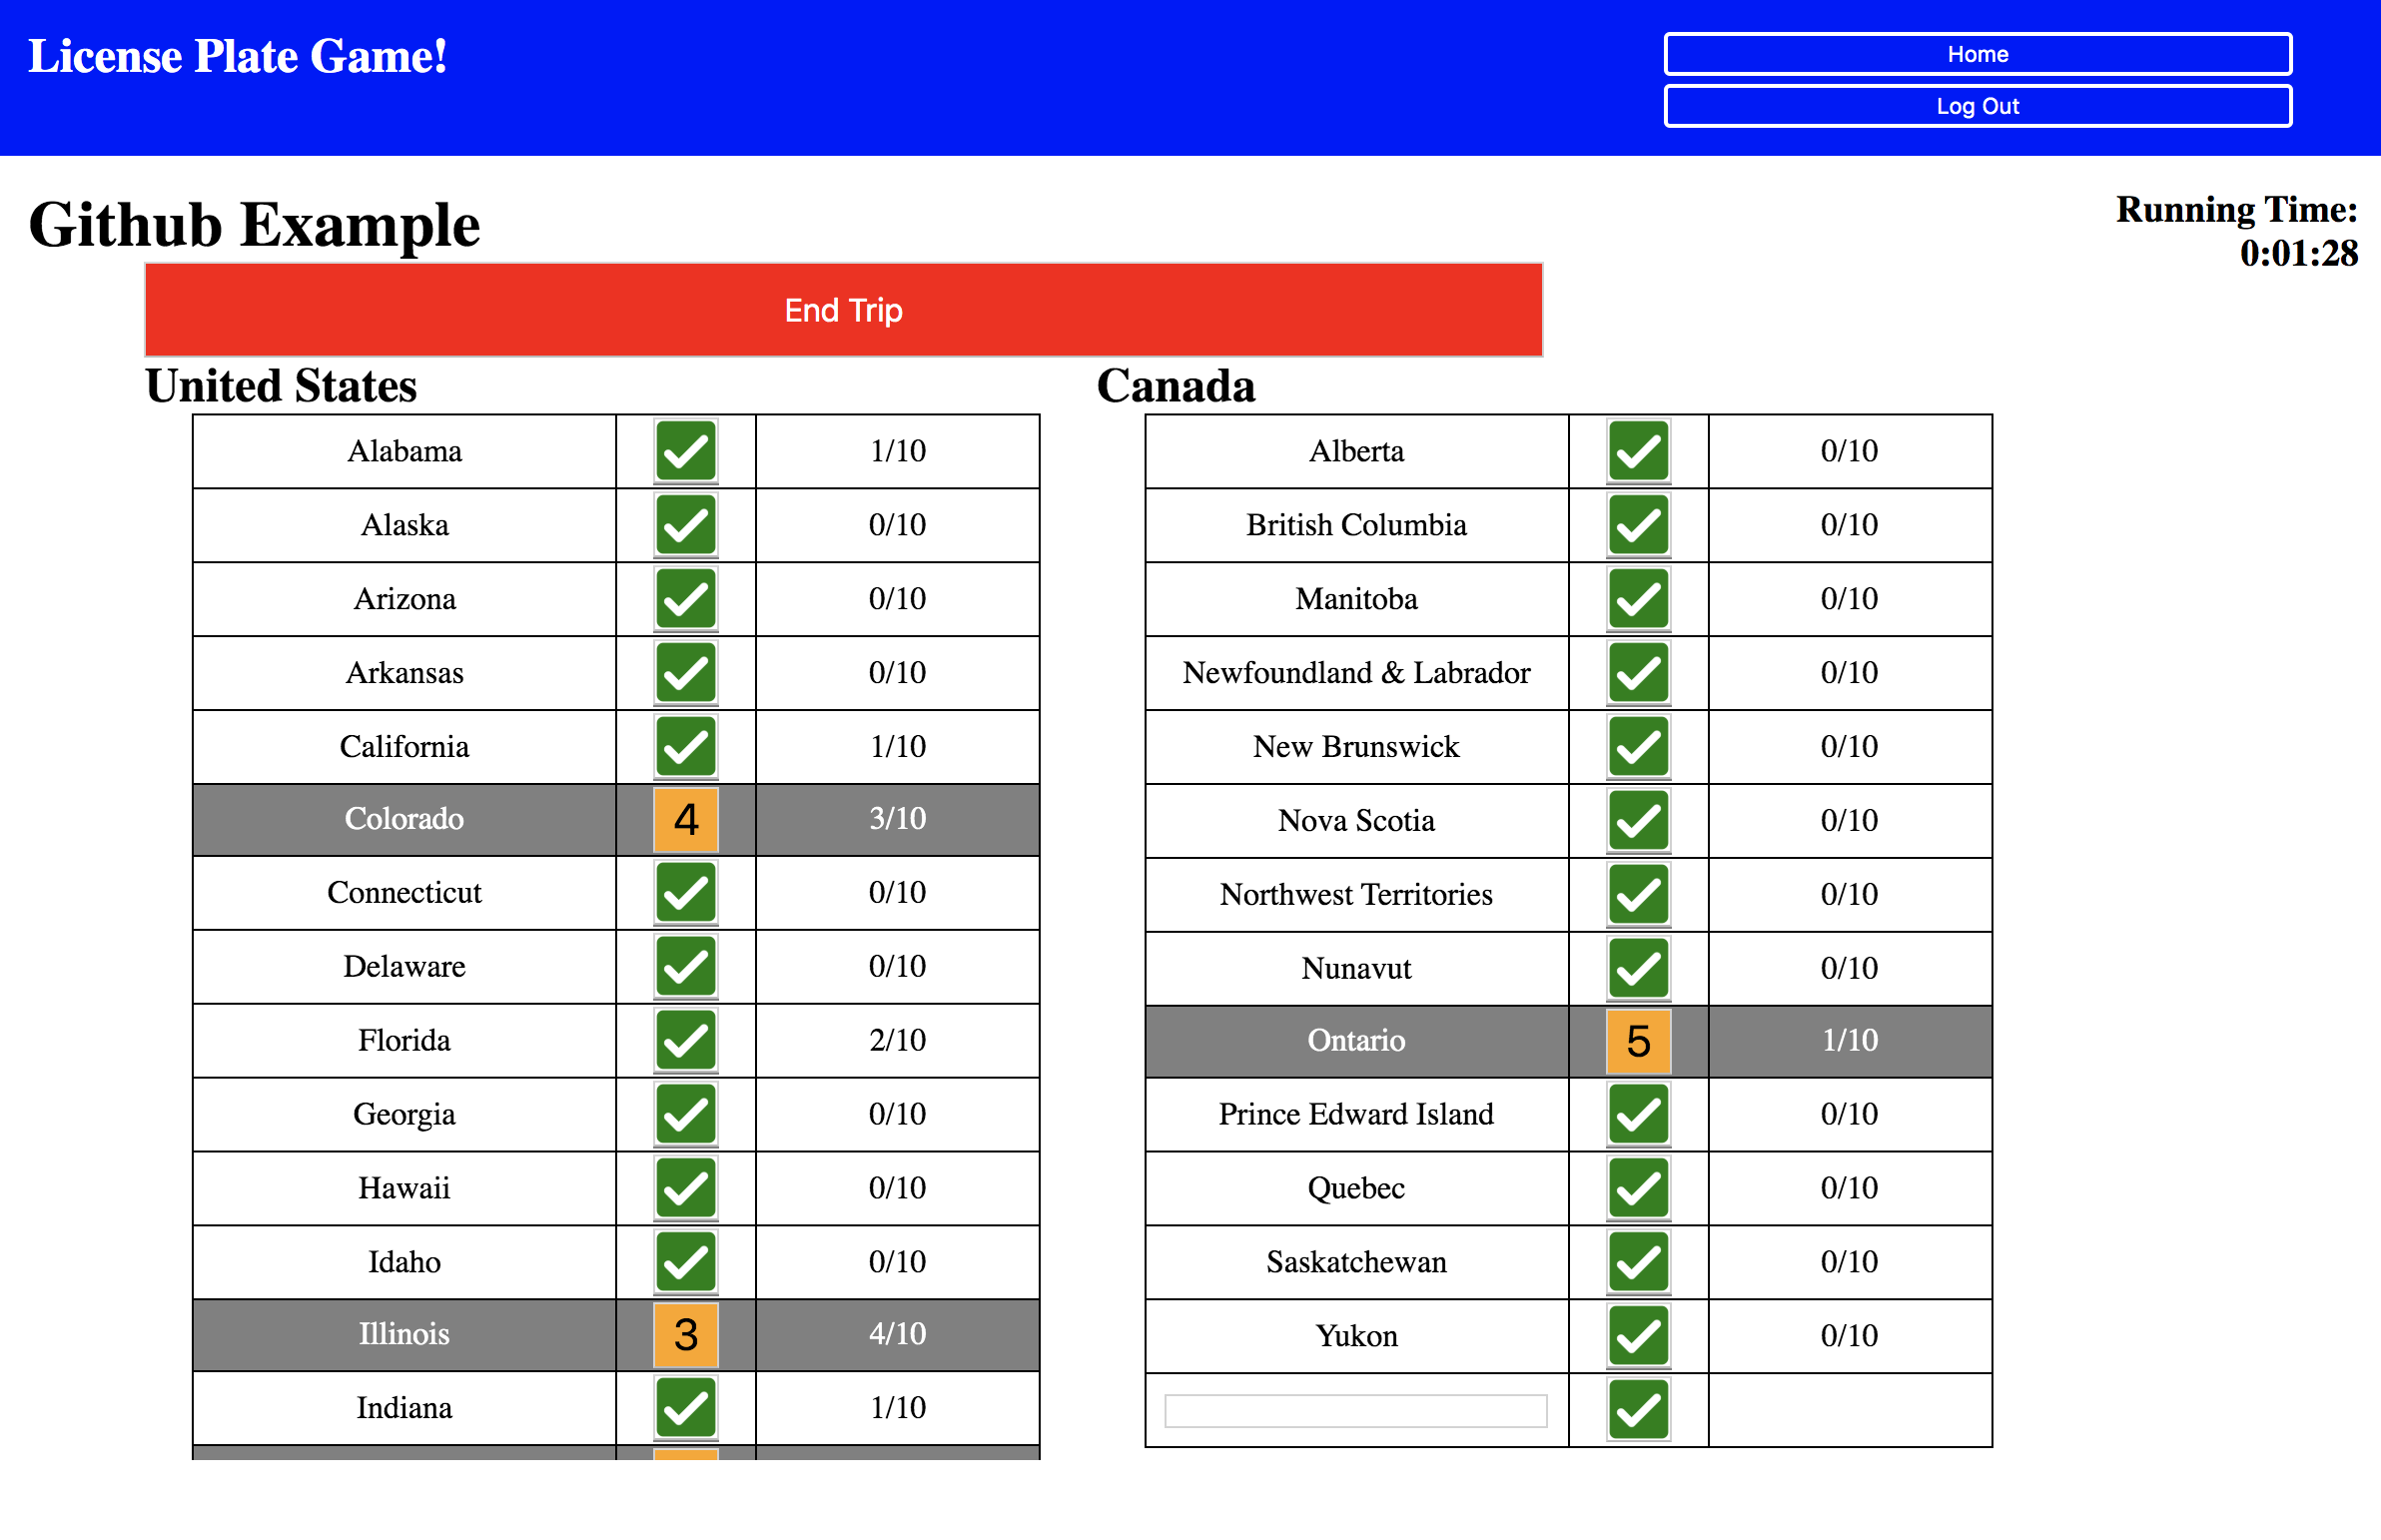 License Plate Game!
Home
Log Out
Github Example
Running Time:
0:01:28
End Trip
United States
Alabama 1/10
Alaska 0/10
Arizona 0/10
Arkansas 0/10
California 1/10
Colorado 4 3/10
Connecticut 0/10
Delaware 0/10
Florida 2/10
Georgia 0/10
Hawaii 0/10
Idaho 0/10
Illinois 3 4/10
Indiana 1/10
Canada
Alberta 0/10
British Columbia 0/10
Manitoba 0/10
Newfoundland & Labrador 0/10
New Brunswick 0/10
Nova Scotia 0/10
Northwest Territories 0/10
Nunavut 0/10
Ontario 5 1/10
Prince Edward Island 0/10
Quebec 0/10
Saskatchewan 0/10
Yukon 0/10